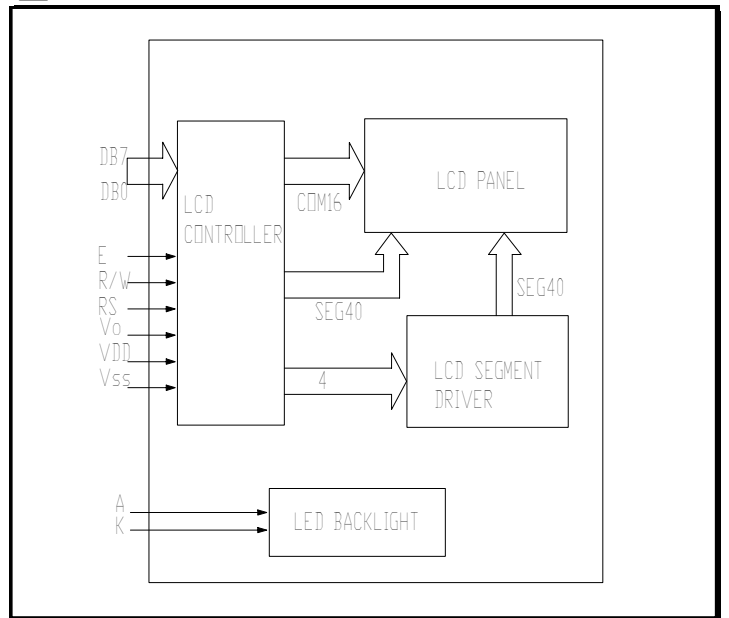 DB7
DB0
E
R/W
RS
Vo
VDD
Vss
LCD
CONTROLLER
COM16
SEG40
4
LCD PANEL
SEG40
LCD SEGMENT
DRIVER
A
K
LED BACKLIGHT